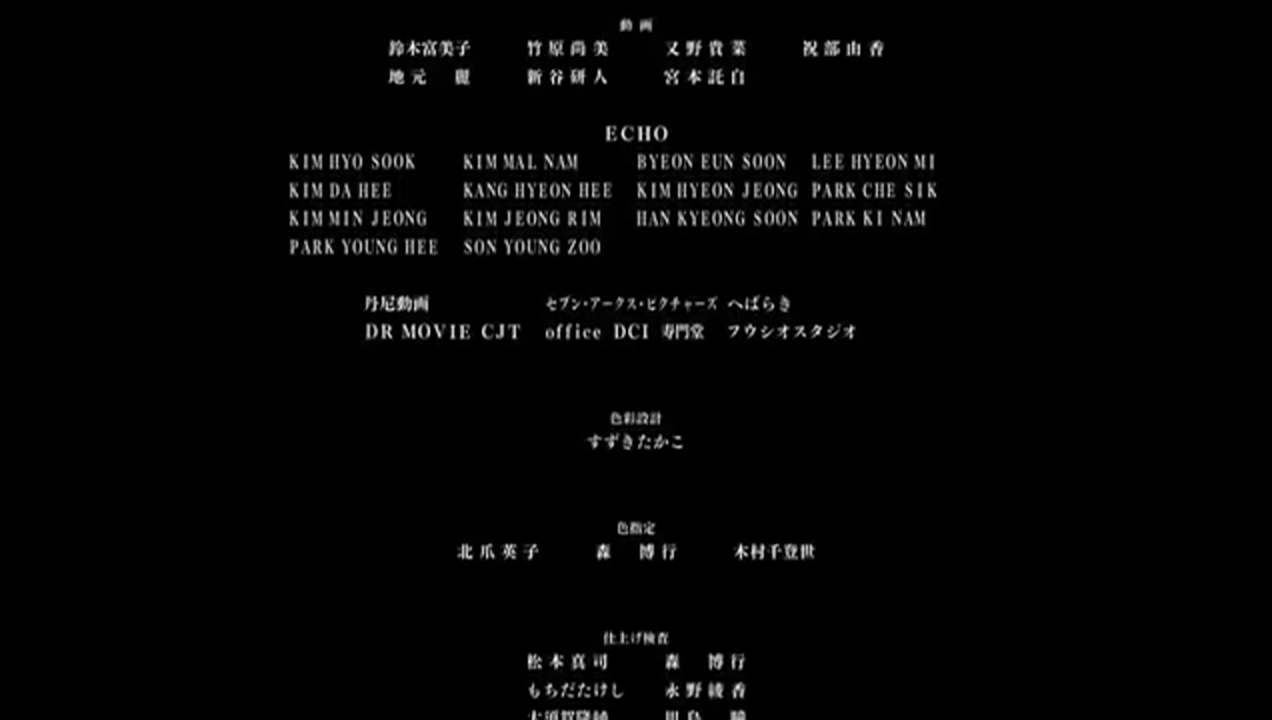 動画
鈴木富美子 竹原尚美 又野貴菜 祝部由香
地元 麗 新谷研人 宮本託自
ECHO
KIM HYO SOOK KIM MAL NAM BYEON EUN SOON LEE HYEON MI
KIM DA HEE KANG HYEON HEE KIM HYEON JEONG PARK CHE SIK
KIM MIN JEONG KIM JEONG RIM HAN KYEONG SOON PARK KI NAM
PARK YOUNG HEE SON YOUNG ZOO
丹尼動画 セブン・アークス・ピクチャーズ へばらき
DR MOVIE CJT office DCI 専門堂 フウシオスタジオ
色彩設計
すずきたかこ
色指定
北爪英子 森 博行 木村千登世
仕上げ検査
松本真司 森 博行
もちだたけし 永野綾香